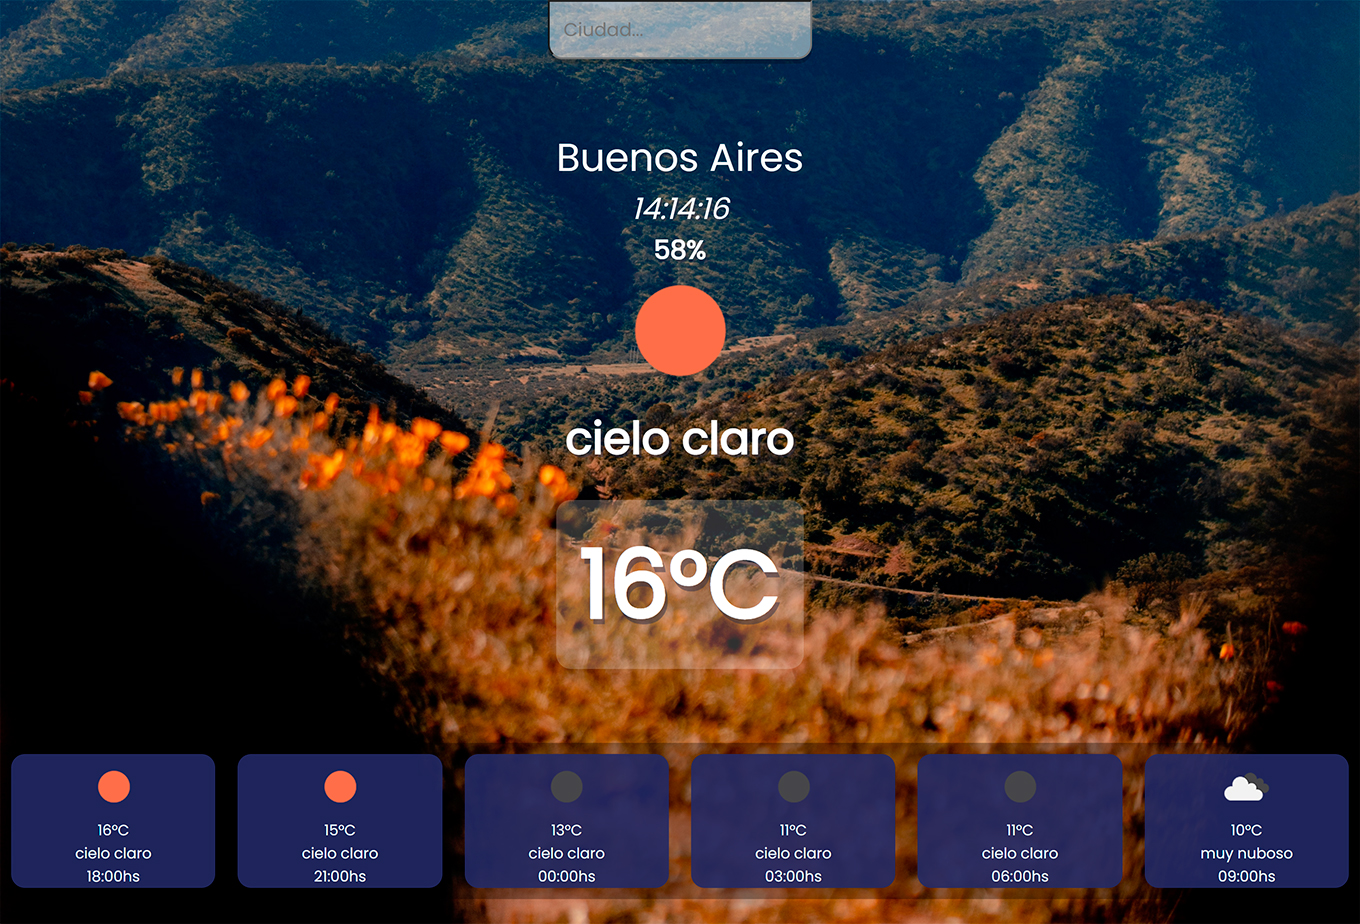 Ciudad...
Buenos Aires
14:14:16
58%
cielo claro
16ºC
16ºC
cielo claro
18:00hs
15ºC
cielo claro
21:00hs
13ºC
cielo claro
00:00hs
11ºC
cielo claro
03:00hs
11ºC
cielo claro
06:00hs
10ºC
muy nuboso
09:00hs